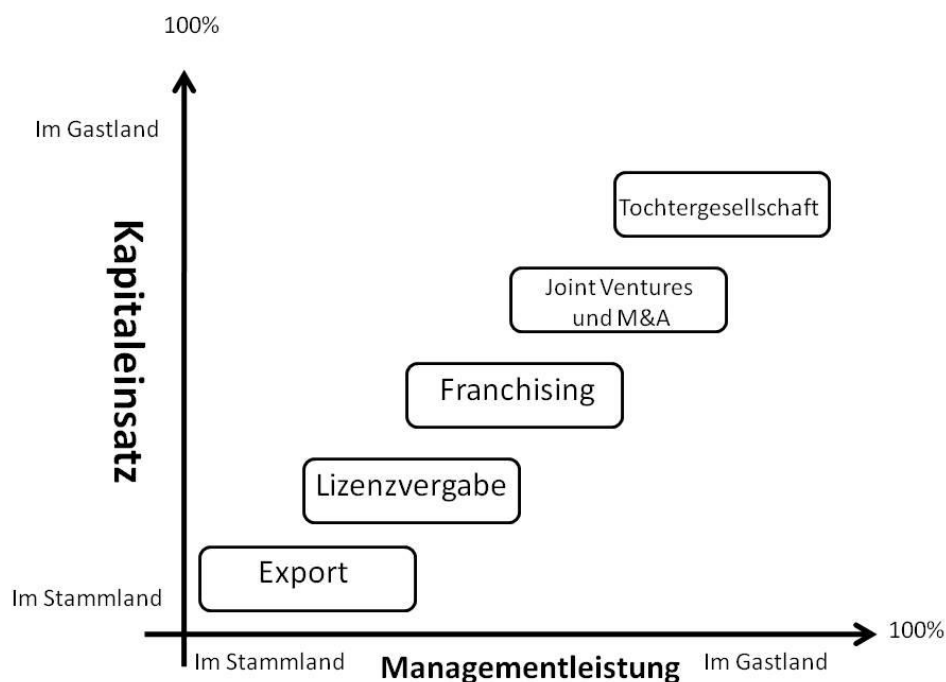 100%
Im Gastland
Tochtergesellschaft
Kapitaleinsatz
Joint Ventures
und M&A
Franchising
Lizenzvergabe
Export
Im Stammland
100%
Im Stammland
Managementleistung
Im Gastland